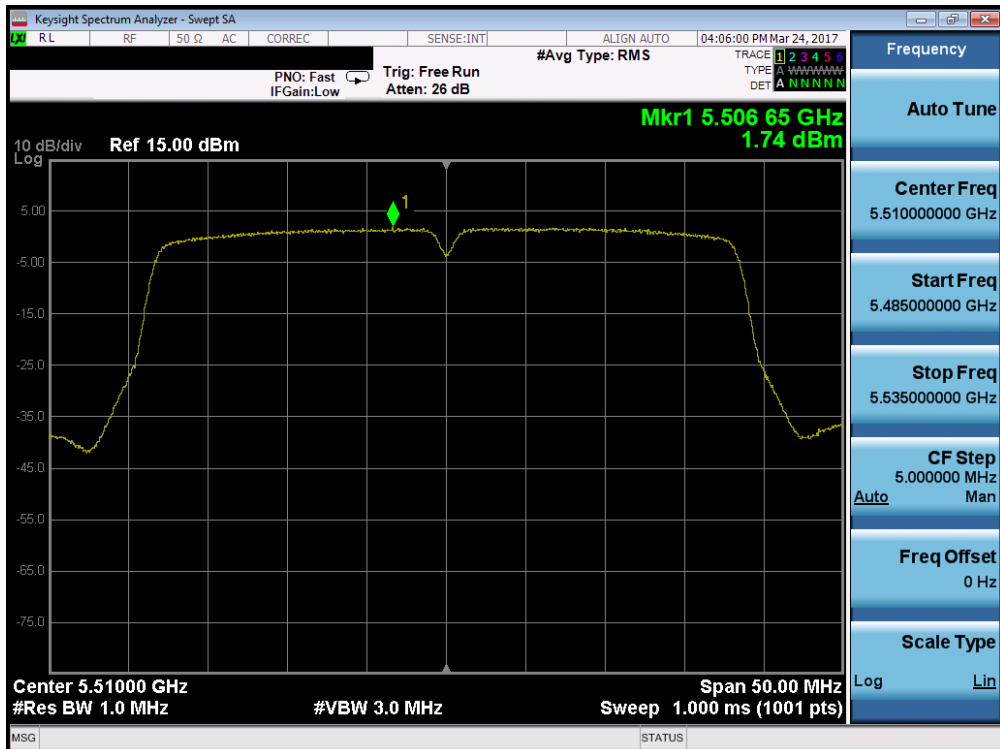 Keysight Spectrum Analyzer - Swept SA
LXI RL RF 50 Ω AC CORREC SENSE:INT ALIGN AUTO 04:06:00 PM Mar 24, 2017
#Avg Type: RMS TRACE 1 2 3 4 5 6
PNO: Fast Trig: Free Run TYPE A WWWWW
IFGain:Low Atten: 26 dB DET A N N N N N
Mkr1 5.506 65 GHz
1.74 dBm
10 dB/div Ref 15.00 dBm
Log
1
5.00
-5.00
-15.0
-25.0
-35.0
-45.0
-55.0
-65.0
-75.0
Center 5.51000 GHz Span 50.00 MHz
#Res BW 1.0 MHz #VBW 3.0 MHz Sweep 1.000 ms (1001 pts)
MSG STATUS
Frequency
Auto Tune
Center Freq
5.510000000 GHz
Start Freq
5.485000000 GHz
Stop Freq
5.535000000 GHz
CF Step
5.000000 MHz
Auto Man
Freq Offset
0 Hz
Scale Type
Log Lin